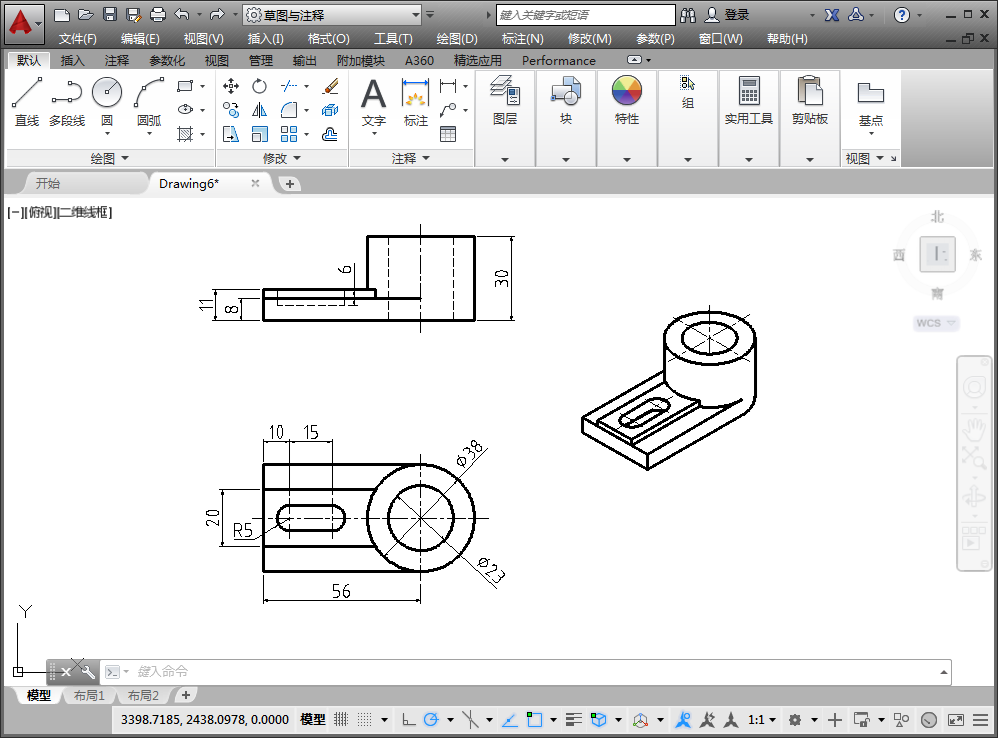 草图与注释
键入关键字或短语
登录
文件(F) 编辑(E) 视图(V) 插入(I) 格式(O) 工具(T) 绘图(D) 标注(N) 修改(M) 参数(P) 窗口(W) 帮助(H)
默认 插入 注释 参数化 视图 管理 输出 附加模块 A360 精选应用 Performance
直线 多段线 圆 圆弧 文字 标注 图层 块 特性 组 实用工具 剪贴板 基点
绘图 修改 注释 视图
开始 Drawing6*
[−][俯视][二维线框]
北
西 东
南
WCS
6
30
11
8
10 15
⌀38
20
R5
⌀23
56
Y
键入命令
模型 布局1 布局2
3398.7185, 2438.0978, 0.0000 模型 1:1